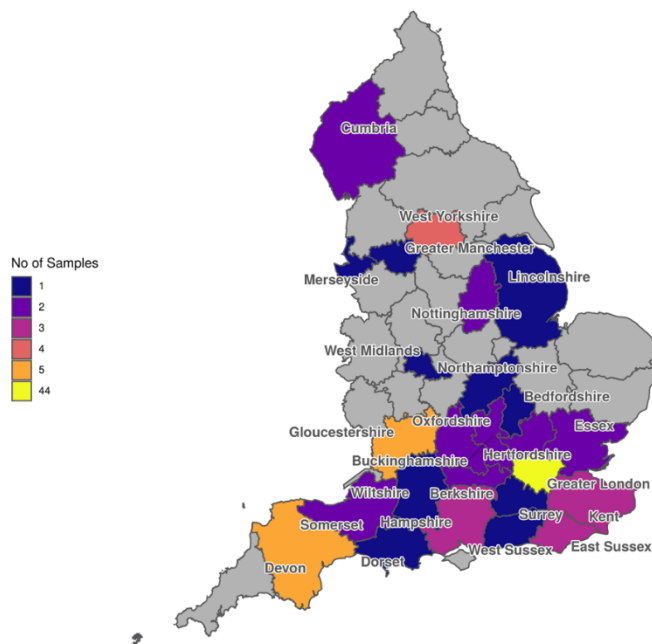 Cumbria
West Yorkshire
Greater Manchester
No of Samples
1
2
3
4
5
44
Merseyside
Lincolnshire
Nottinghamshire
West Midlands
Northamptonshire
Bedfordshire
Oxfordshire
Essex
Gloucestershire
Buckinghamshire
Hertfordshire
Wiltshire
Berkshire
Greater London
Somerset
Hampshire
Surrey
Kent
West Sussex
East Sussex
Dorset
Devon